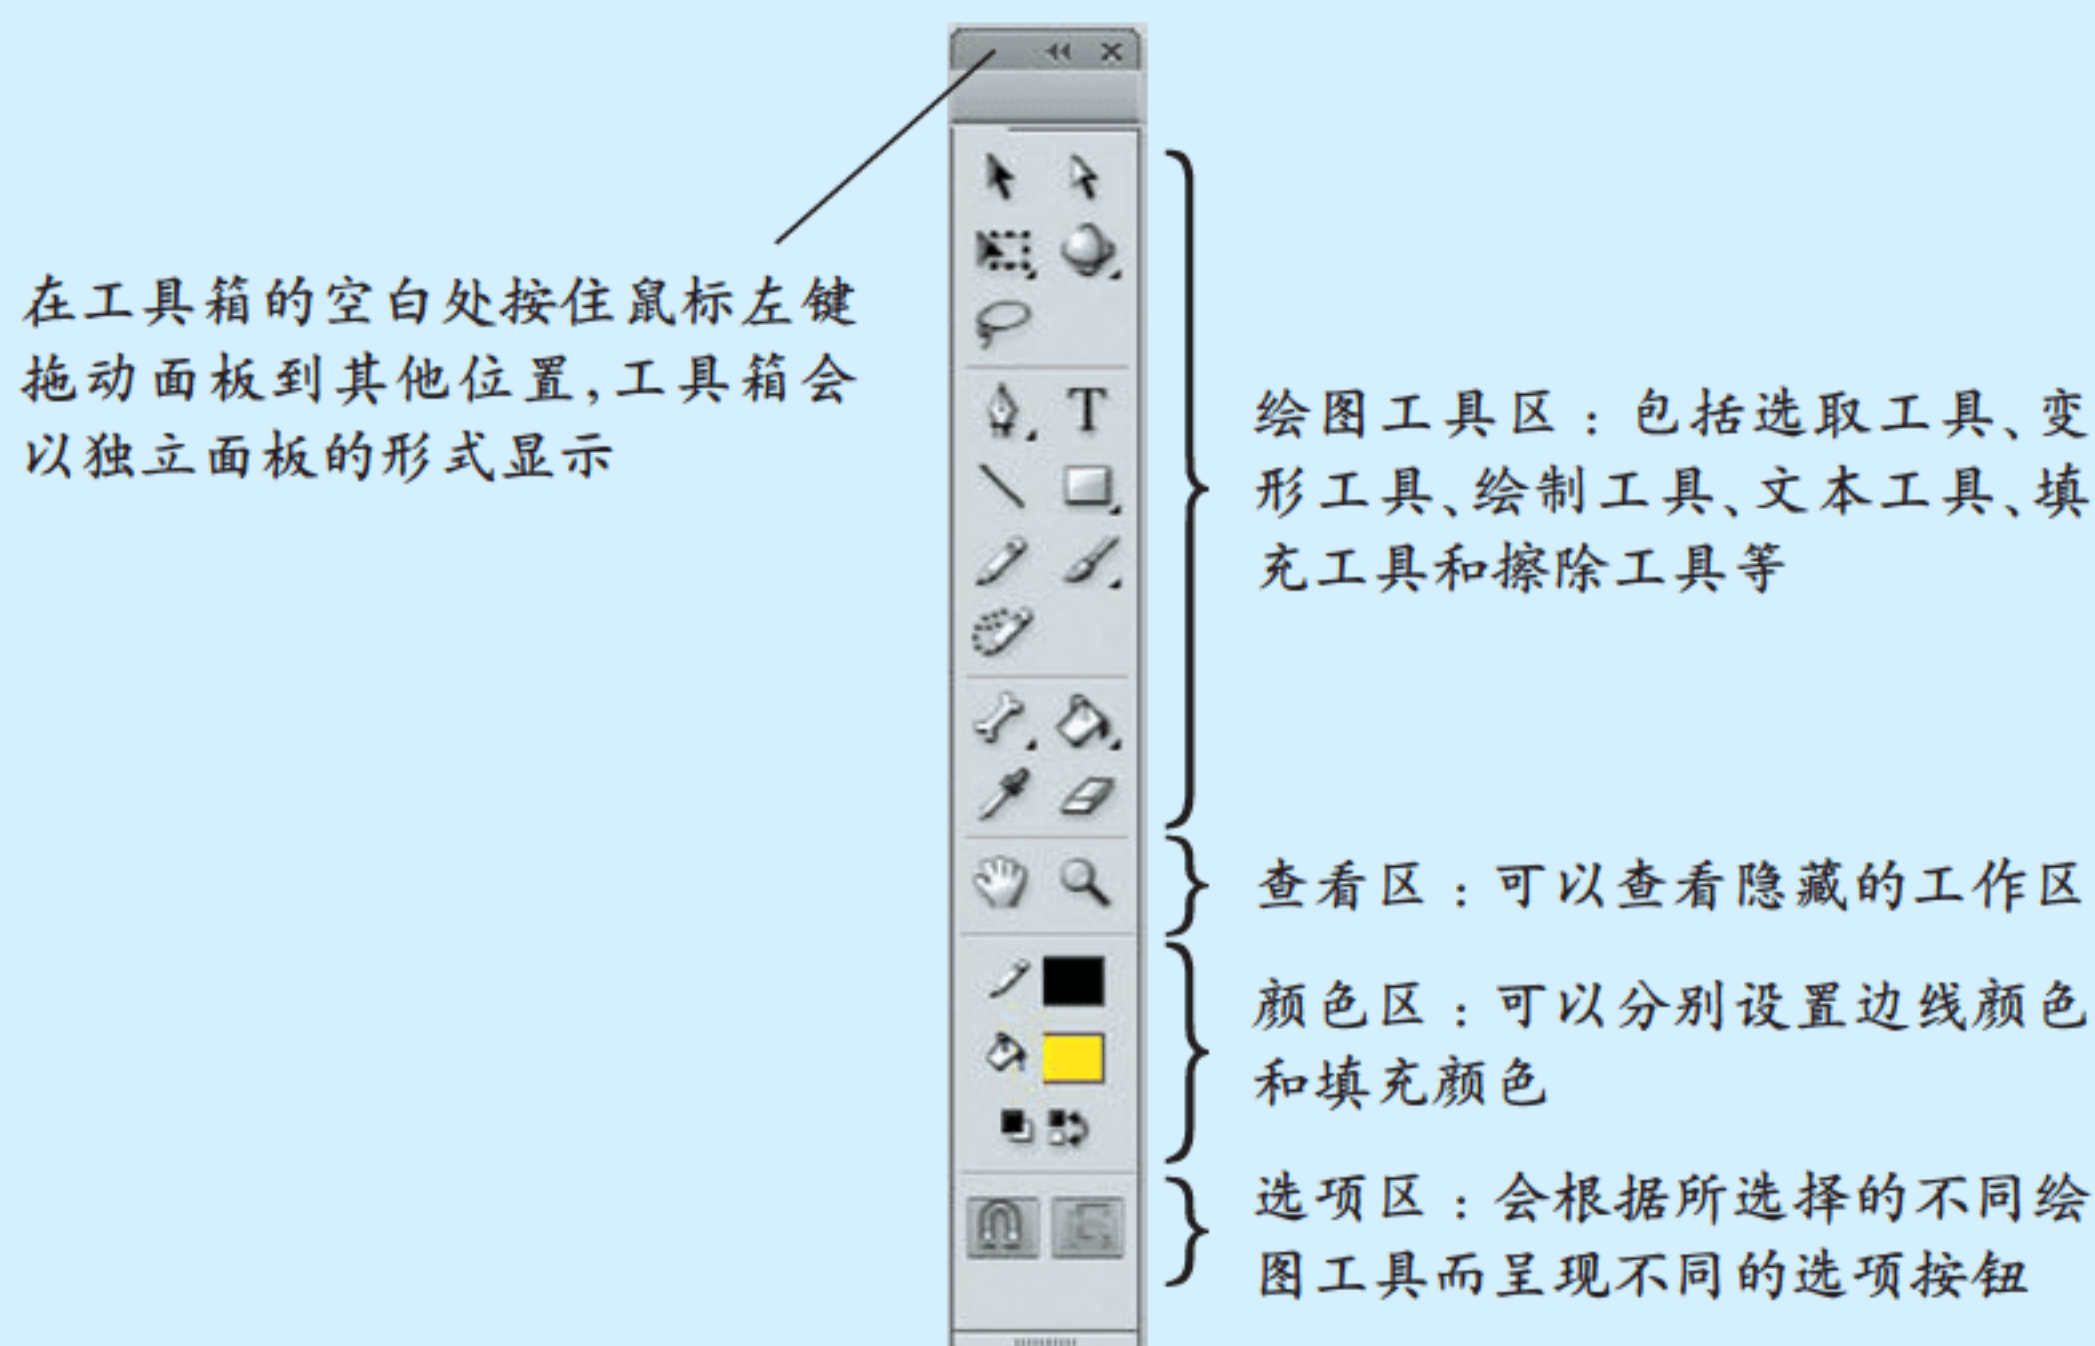 在工具箱的空白处按住鼠标左键
拖动面板到其他位置,工具箱会
以独立面板的形式显示
绘图工具区：包括选取工具、变
形工具、绘制工具、文本工具、填
充工具和擦除工具等
查看区：可以查看隐藏的工作区
颜色区：可以分别设置边线颜色
和填充颜色
选项区：会根据所选择的不同绘
图工具而呈现不同的选项按钮